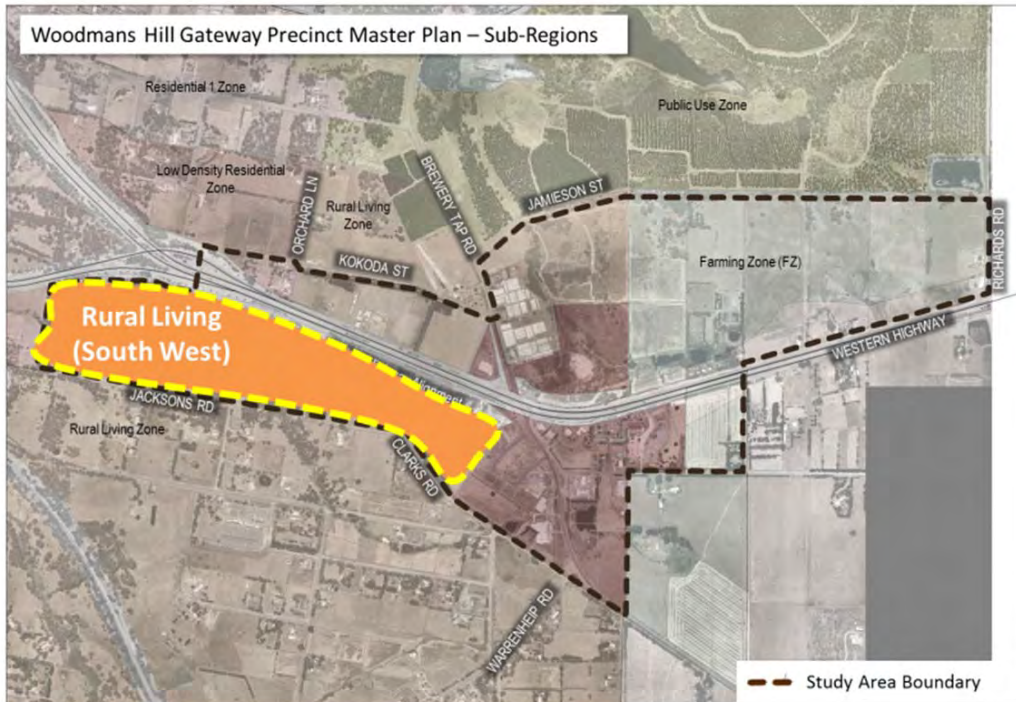 Woodmans Hill Gateway Precinct Master Plan – Sub-Regions
Residential 1 Zone
Public Use Zone
Low Density Residential
Zone
ORCHARD LN
Rural Living
Zone
BREWERY TAP RD
JAMIESON ST
KOKODA ST
Farming Zone (FZ)
RICHARDS RD
Rural Living
(South West)
WESTERN HIGHWAY
Alignment
JACKSONS RD
Rural Living Zone
CLARKS RD
WARRENHEIP RD
Study Area Boundary